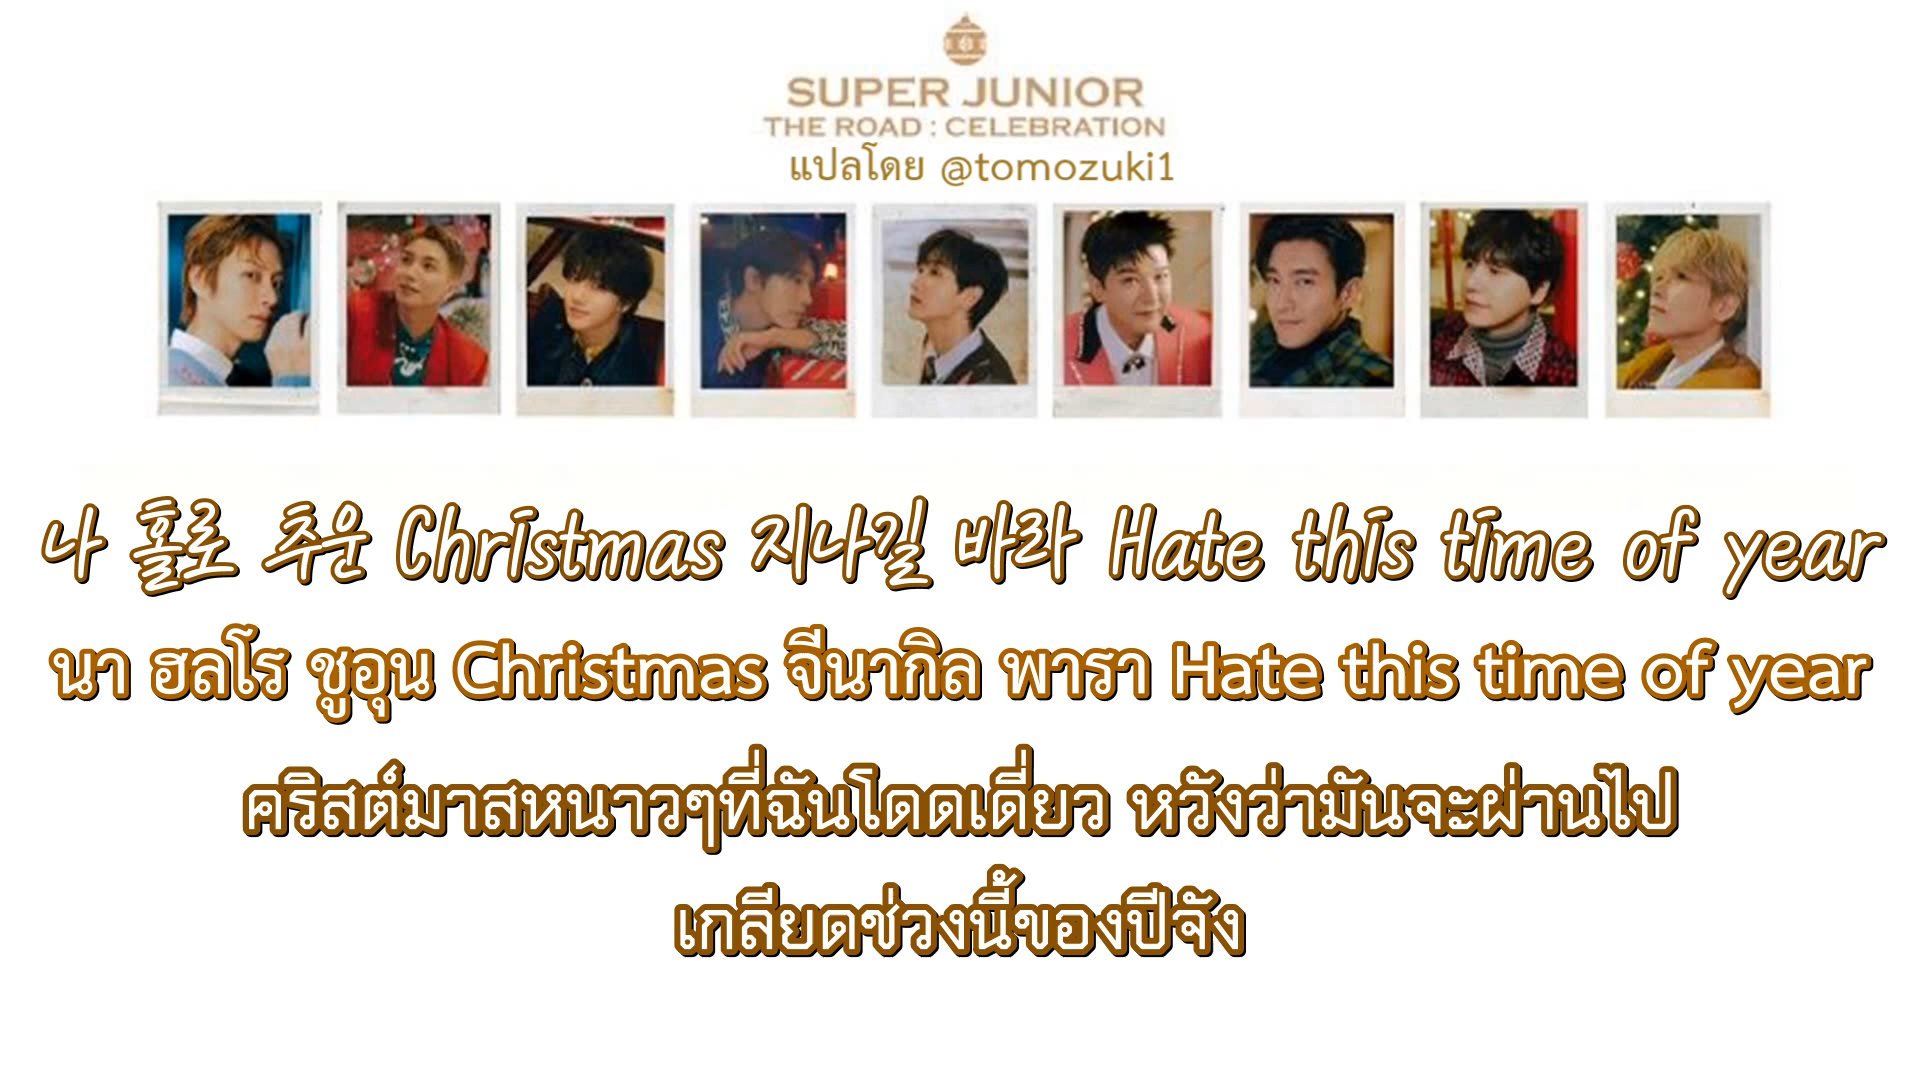 SUPER JUNIOR
THE ROAD : CELEBRATION
แปลโดย @tomozuki1
나 홀로 추운 Christmas 지나길 바라 Hate this time of year
นา ฮลโร ชูอุน Christmas จีนากิล พารา Hate this time of year
คริสต์มาสหนาวๆที่ฉันโดดเดี่ยว หวังว่ามันจะผ่านไป
เกลียดช่วงนี้ของปีจัง